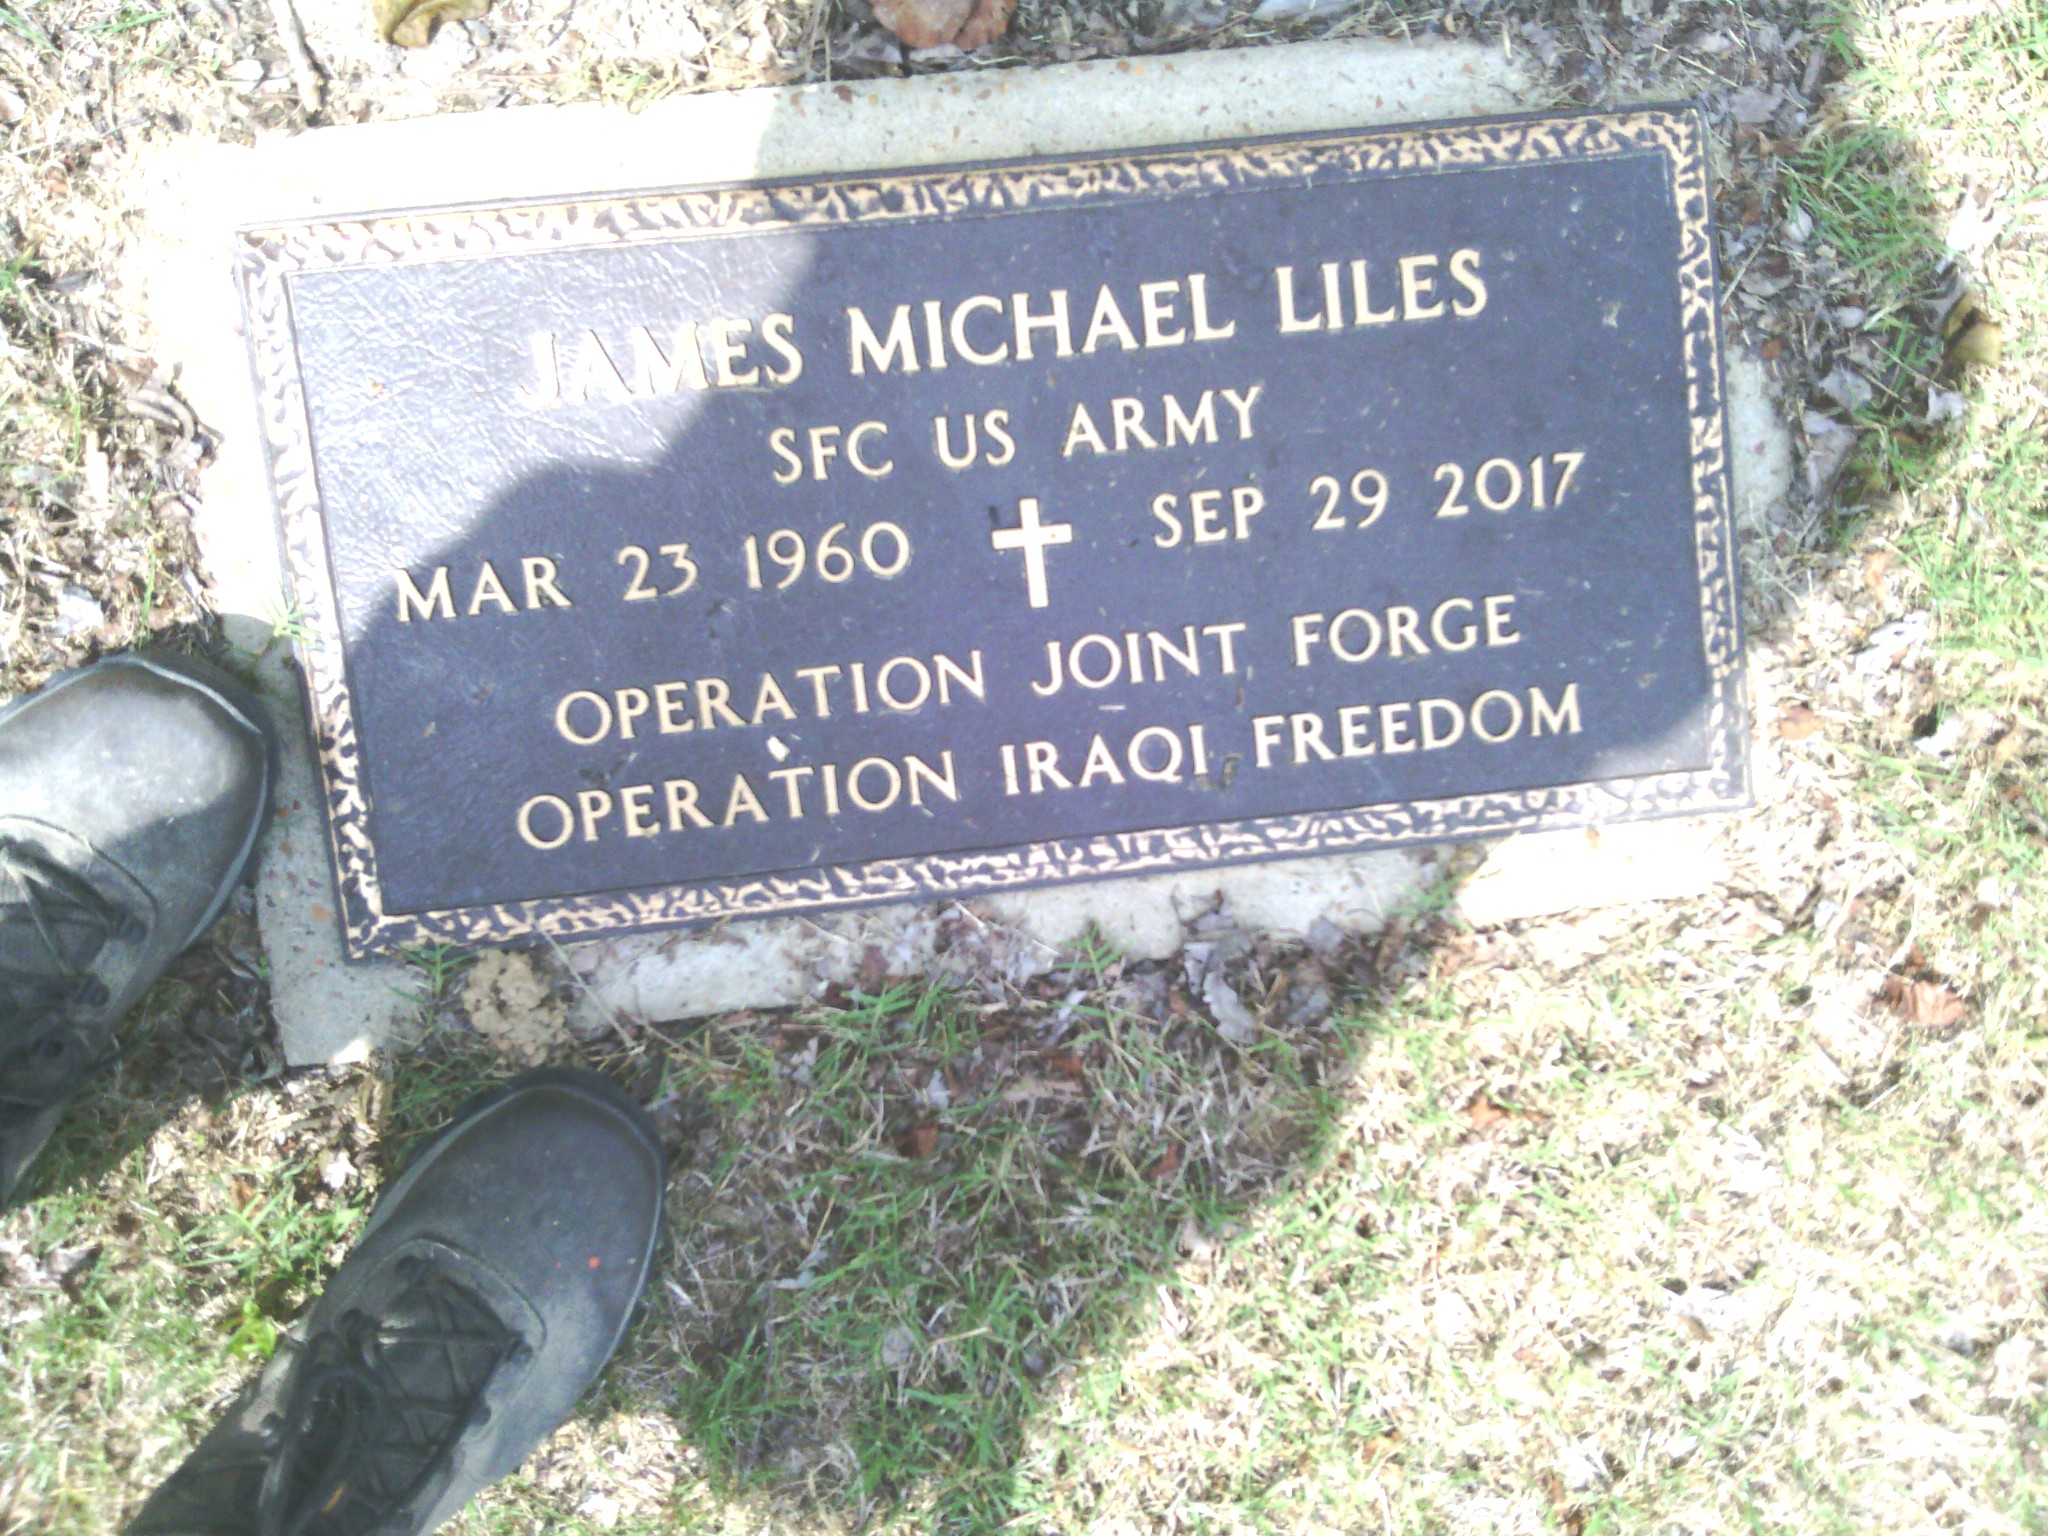 JAMES MICHAEL LILES
SFC US ARMY
MAR 23 1960 SEP 29 2017
OPERATION JOINT FORGE
OPERATION IRAQI FREEDOM